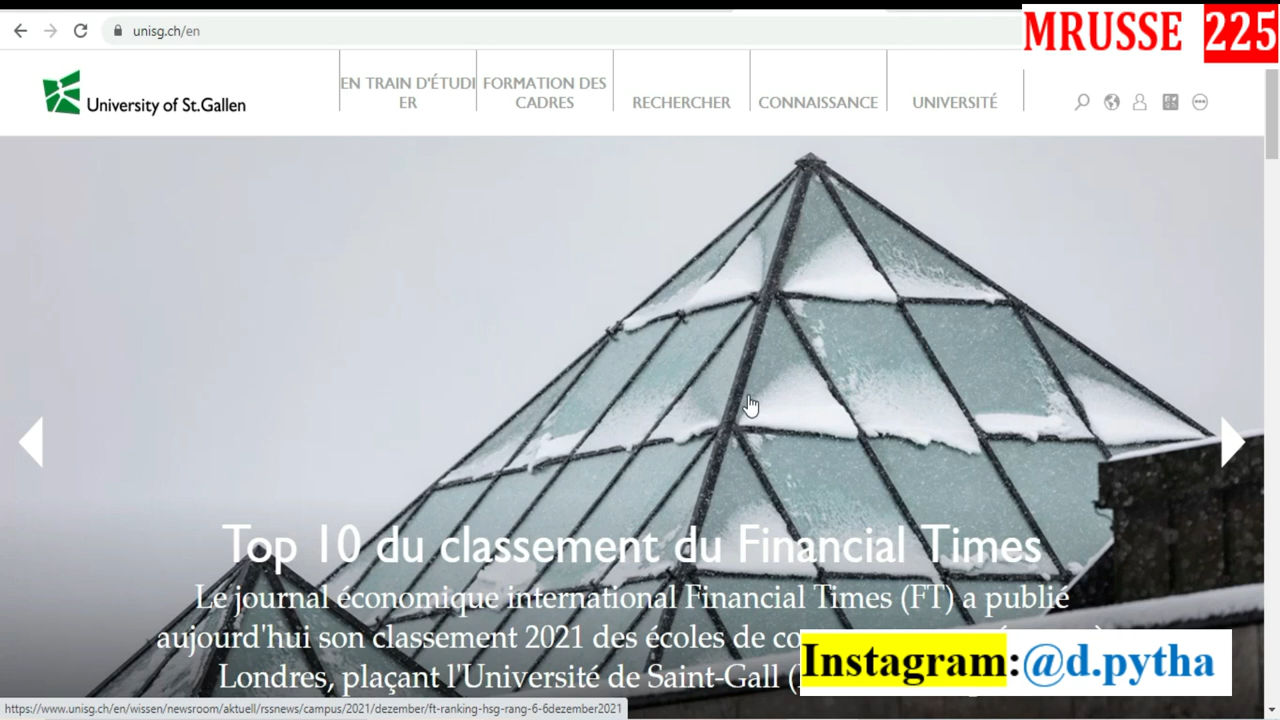 unisg.ch/en
MRUSSE 225
University of St.Gallen
EN TRAIN D'ÉTUDI
ER
FORMATION DES
CADRES
RECHERCHER
CONNAISSANCE
UNIVERSITÉ
Top 10 du classement du Financial Times
Le journal économique international Financial Times (FT) a publié
aujourd'hui son classement 2021 des écoles de
Londres, plaçant l'Université de Saint-Gall
Instagram:@d.pytha
https://www.unisg.ch/en/wissen/newsroom/aktuell/rssnews/campus/2021/dezember/ft-ranking-hsg-rang-6-6dezember2021